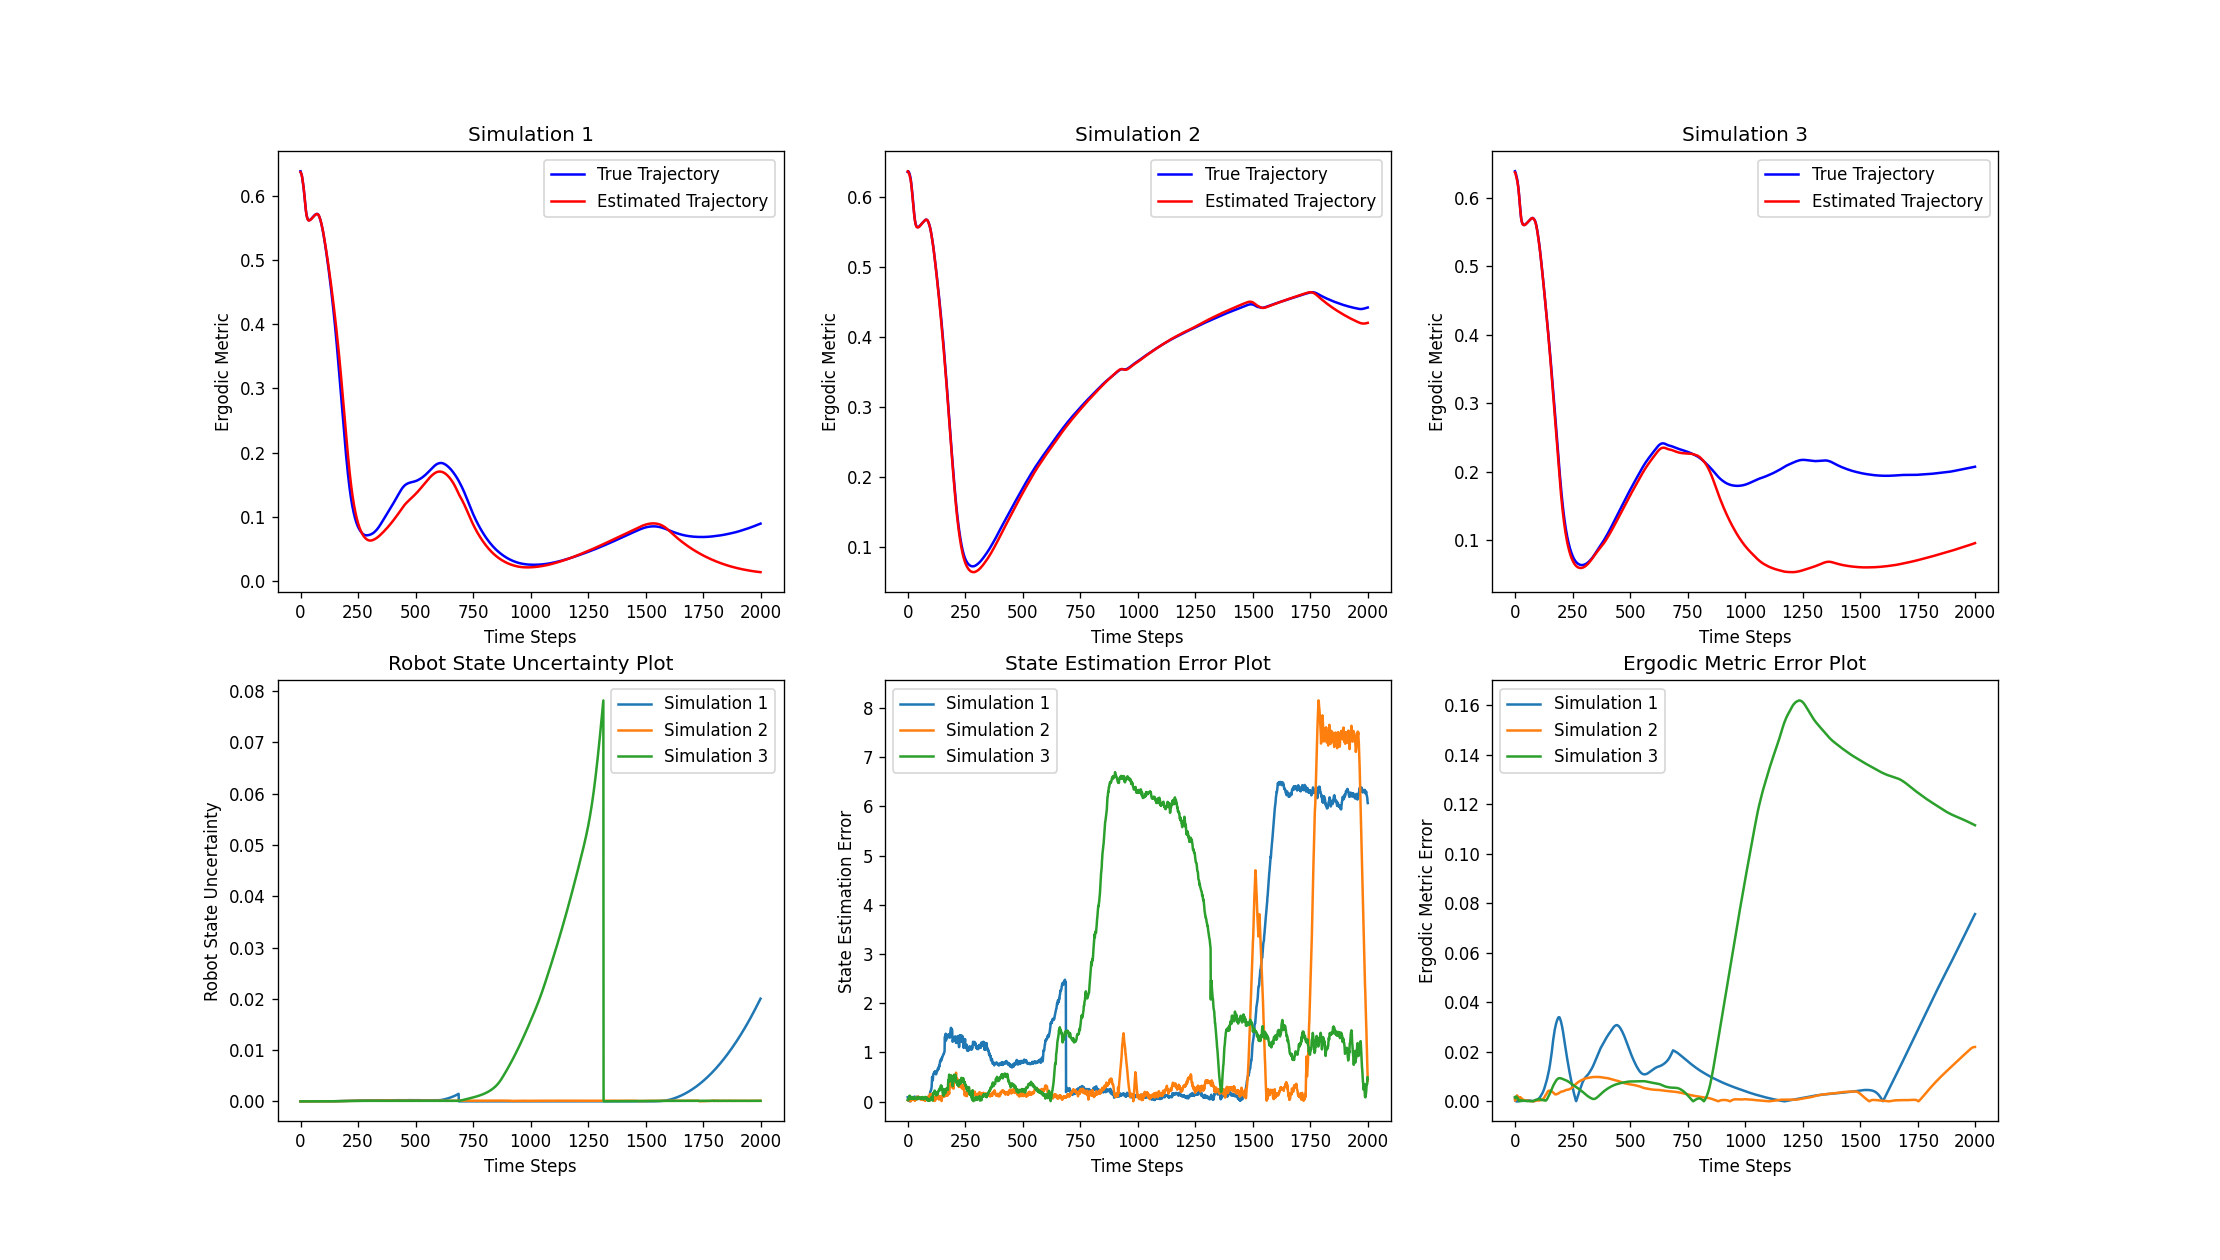 Simulation 1
True Trajectory
Estimated Trajectory
0.6
0.5
0.4
0.3
0.2
0.1
0.0
Ergodic Metric
0 250 500 750 1000 1250 1500 1750 2000
Time Steps
Simulation 2
True Trajectory
Estimated Trajectory
0.6
0.5
0.4
0.3
0.2
0.1
Ergodic Metric
0 250 500 750 1000 1250 1500 1750 2000
Time Steps
Simulation 3
True Trajectory
Estimated Trajectory
0.6
0.5
0.4
0.3
0.2
0.1
Ergodic Metric
0 250 500 750 1000 1250 1500 1750 2000
Time Steps
Robot State Uncertainty Plot
Simulation 1
Simulation 2
Simulation 3
0.08
0.07
0.06
0.05
0.04
0.03
0.02
0.01
0.00
Robot State Uncertainty
0 250 500 750 1000 1250 1500 1750 2000
Time Steps
State Estimation Error Plot
Simulation 1
Simulation 2
Simulation 3
8
7
6
5
4
3
2
1
0
State Estimation Error
0 250 500 750 1000 1250 1500 1750 2000
Time Steps
Ergodic Metric Error Plot
Simulation 1
Simulation 2
Simulation 3
0.16
0.14
0.12
0.10
0.08
0.06
0.04
0.02
0.00
Ergodic Metric Error
0 250 500 750 1000 1250 1500 1750 2000
Time Steps